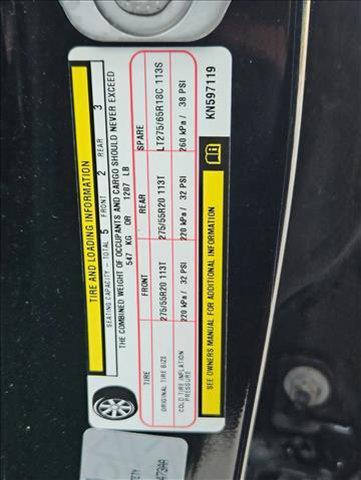 TIRE AND LOADING INFORMATION
SEATING CAPACITY - TOTAL 5 FRONT 2 REAR 3
THE COMBINED WEIGHT OF OCCUPANTS AND CARGO SHOULD NEVER EXCEED
547 KG OR 1207 LB
TIRE FRONT REAR SPARE
ORIGINAL TIRE SIZE 275/55R20 113T 275/55R20 113T LT275/65R18C 113S
COLD TIRE INFLATION PRESSURE 220 kPa / 32 PSI 220 kPa / 32 PSI 260 kPa / 38 PSI
SEE OWNERS MANUAL FOR ADDITIONAL INFORMATION
KN597119